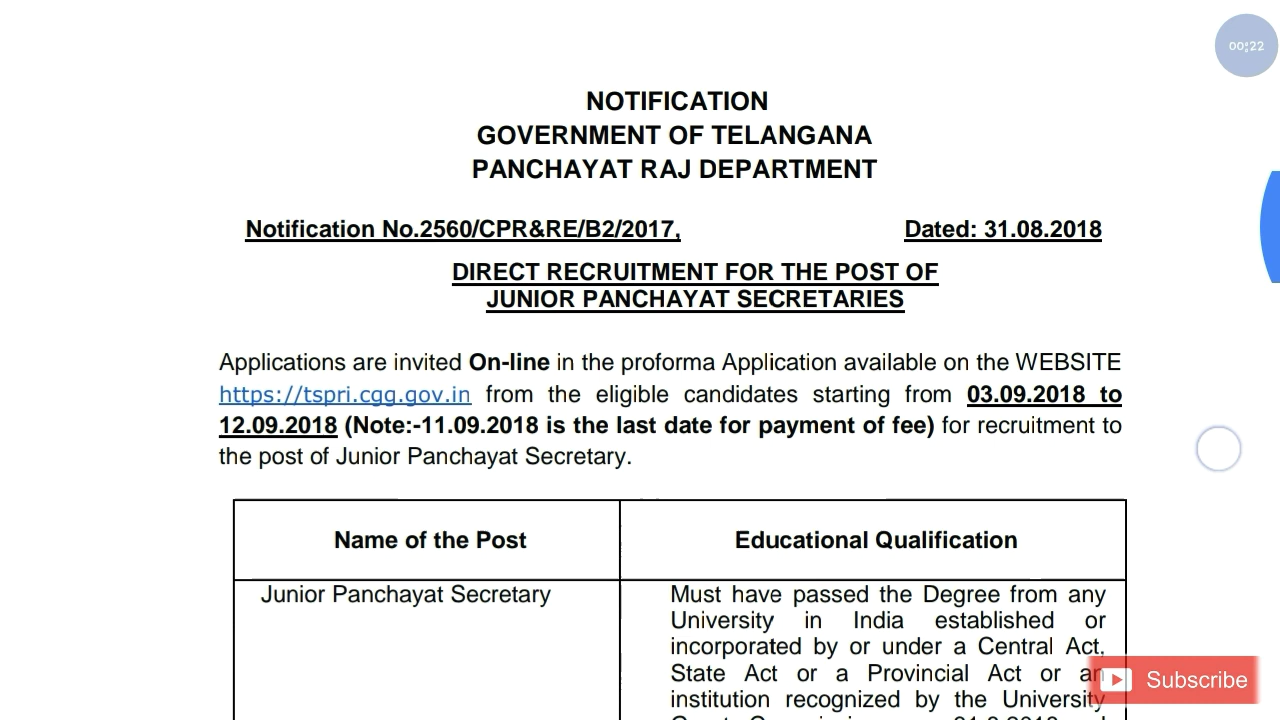 00:22
NOTIFICATION
GOVERNMENT OF TELANGANA
PANCHAYAT RAJ DEPARTMENT
Notification No.2560/CPR&RE/B2/2017, Dated: 31.08.2018
DIRECT RECRUITMENT FOR THE POST OF
JUNIOR PANCHAYAT SECRETARIES
Applications are invited On-line in the proforma Application available on the WEBSITE
https://tspri.cgg.gov.in from the eligible candidates starting from 03.09.2018 to
12.09.2018 (Note:-11.09.2018 is the last date for payment of fee) for recruitment to
the post of Junior Panchayat Secretary.
Name of the Post Educational Qualification
Junior Panchayat Secretary Must have passed the Degree from any
University in India established or
incorporated by or under a Central Act,
State Act or a Provincial Act or an
institution recognized by the University
Subscribe